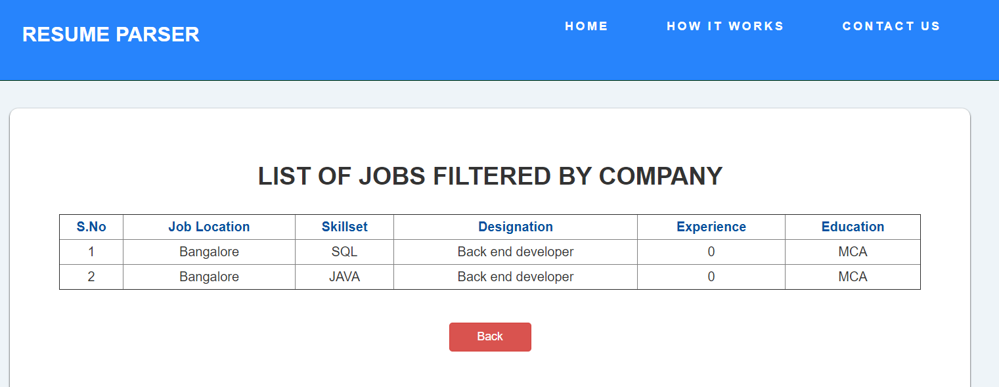 RESUME PARSER
HOME HOW IT WORKS CONTACT US
LIST OF JOBS FILTERED BY COMPANY
S.No Job Location Skillset Designation Experience Education
1 Bangalore SQL Back end developer 0 MCA
2 Bangalore JAVA Back end developer 0 MCA
Back